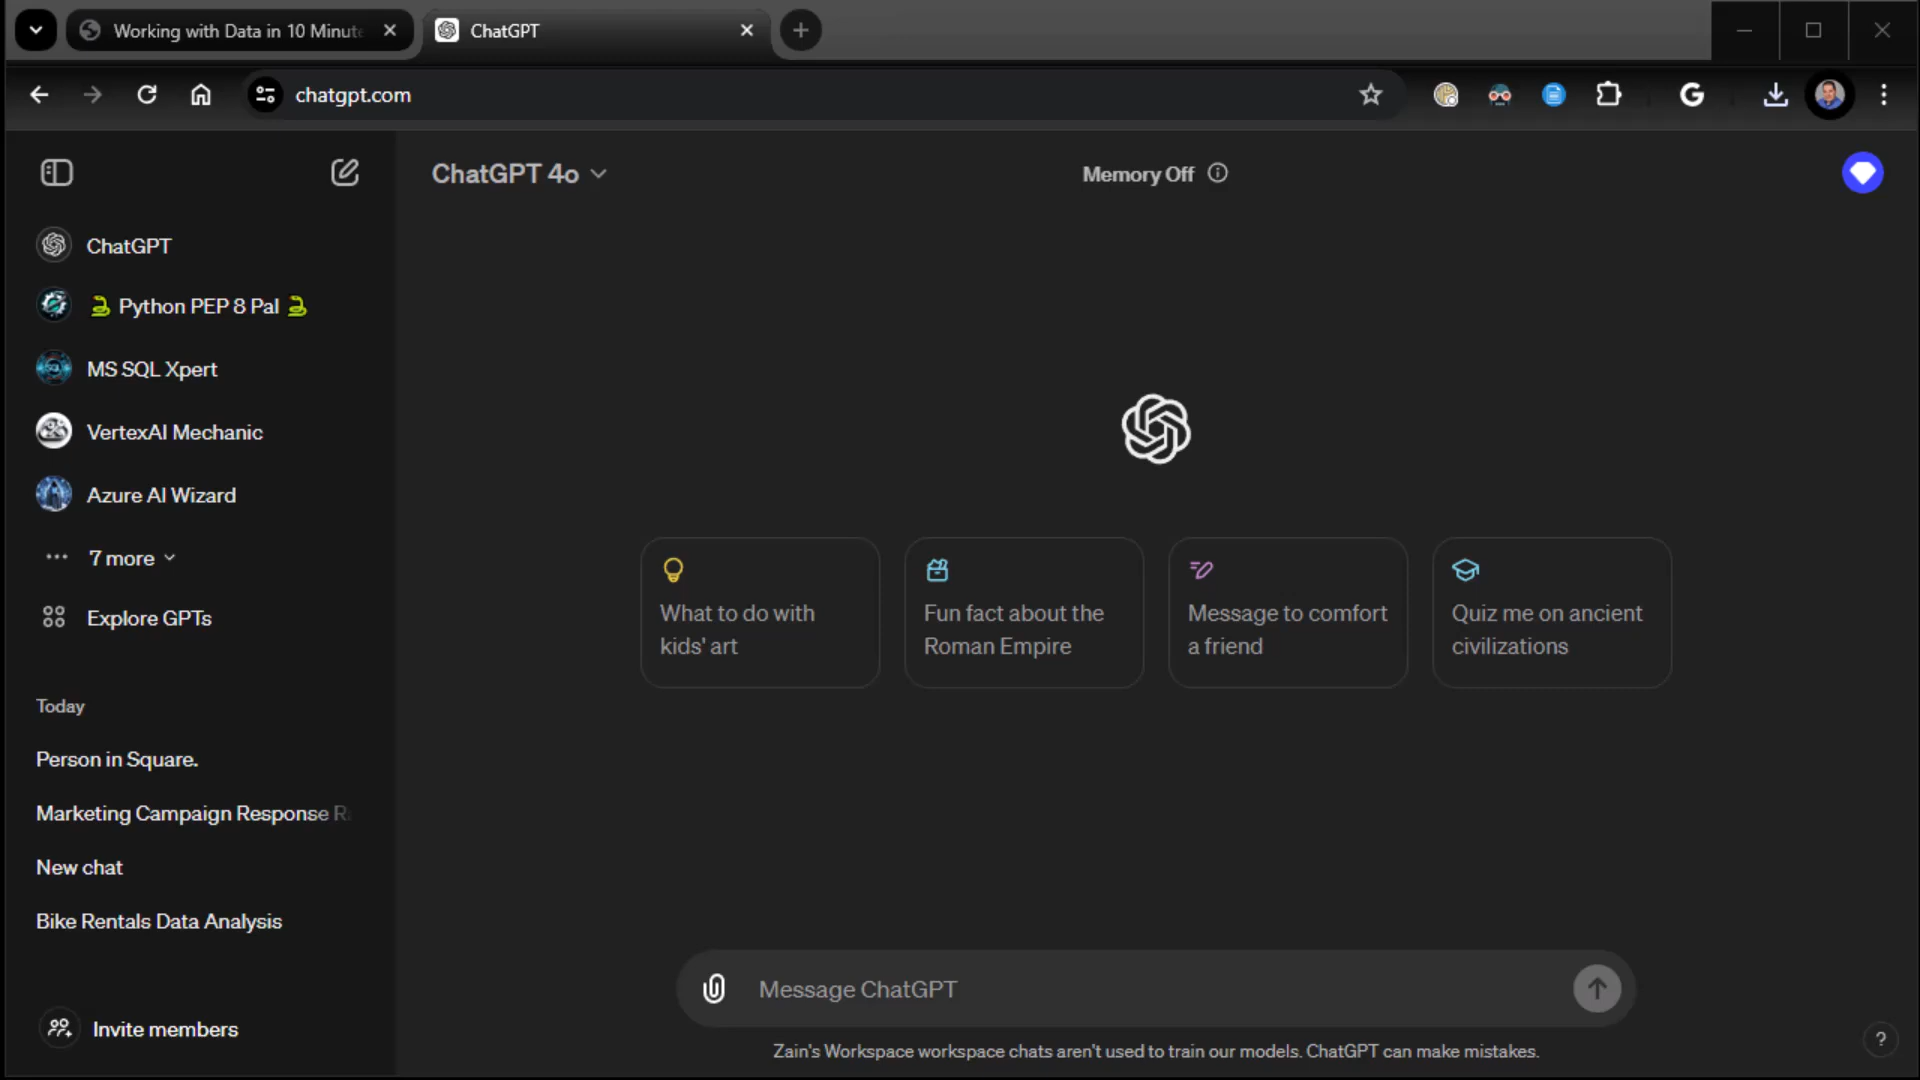 Working with Data in 10 Minut
ChatGPT
chatgpt.com
ChatGPT 4o
Memory Off
ChatGPT
Python PEP 8 Pal
MS SQL Xpert
VertexAI Mechanic
Azure AI Wizard
7 more
Explore GPTs
Today
Person in Square.
Marketing Campaign Response R
New chat
Bike Rentals Data Analysis
Invite members
What to do with
kids' art
Fun fact about the
Roman Empire
Message to comfort
a friend
Quiz me on ancient
civilizations
Message ChatGPT
Zain's Workspace workspace chats aren't used to train our models. ChatGPT can make mistakes.
?